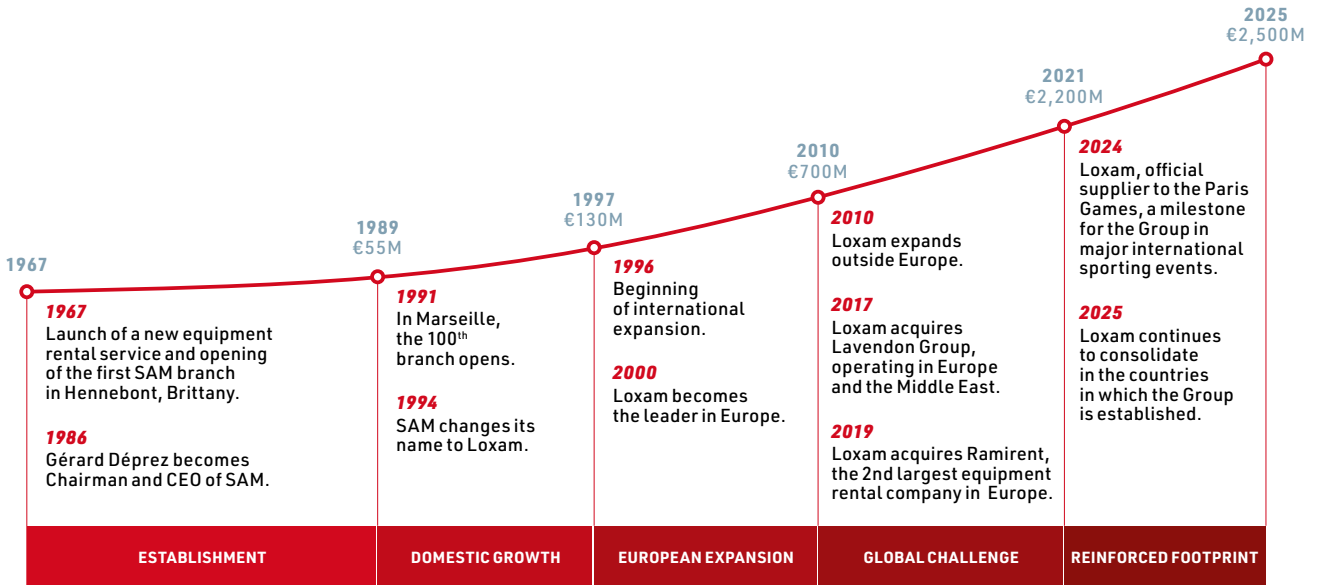 1967
1989
€55M
1997
€130M
2010
€700M
2021
€2,200M
2025
€2,500M
1967
Launch of a new equipment
rental service and opening
of the first SAM branch
in Hennebont, Brittany.
1986
Gérard Déprez becomes
Chairman and CEO of SAM.
1991
In Marseille,
the 100th
branch opens.
1994
SAM changes its
name to Loxam.
1996
Beginning
of international
expansion.
2000
Loxam becomes
the leader in Europe.
2010
Loxam expands
outside Europe.
2017
Loxam acquires
Lavendon Group,
operating in Europe
and the Middle East.
2019
Loxam acquires Ramirent,
the 2nd largest equipment
rental company in Europe.
2024
Loxam, official
supplier to the Paris
Games, a milestone
for the Group in
major international
sporting events.
2025
Loxam continues
to consolidate
in the countries
in which the Group
is established.
ESTABLISHMENT
DOMESTIC GROWTH
EUROPEAN EXPANSION
GLOBAL CHALLENGE
REINFORCED FOOTPRINT